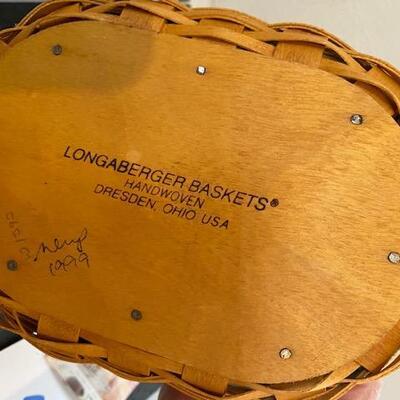 LONGABERGER BASKETS®
HANDWOVEN
DRESDEN, OHIO USA
1999